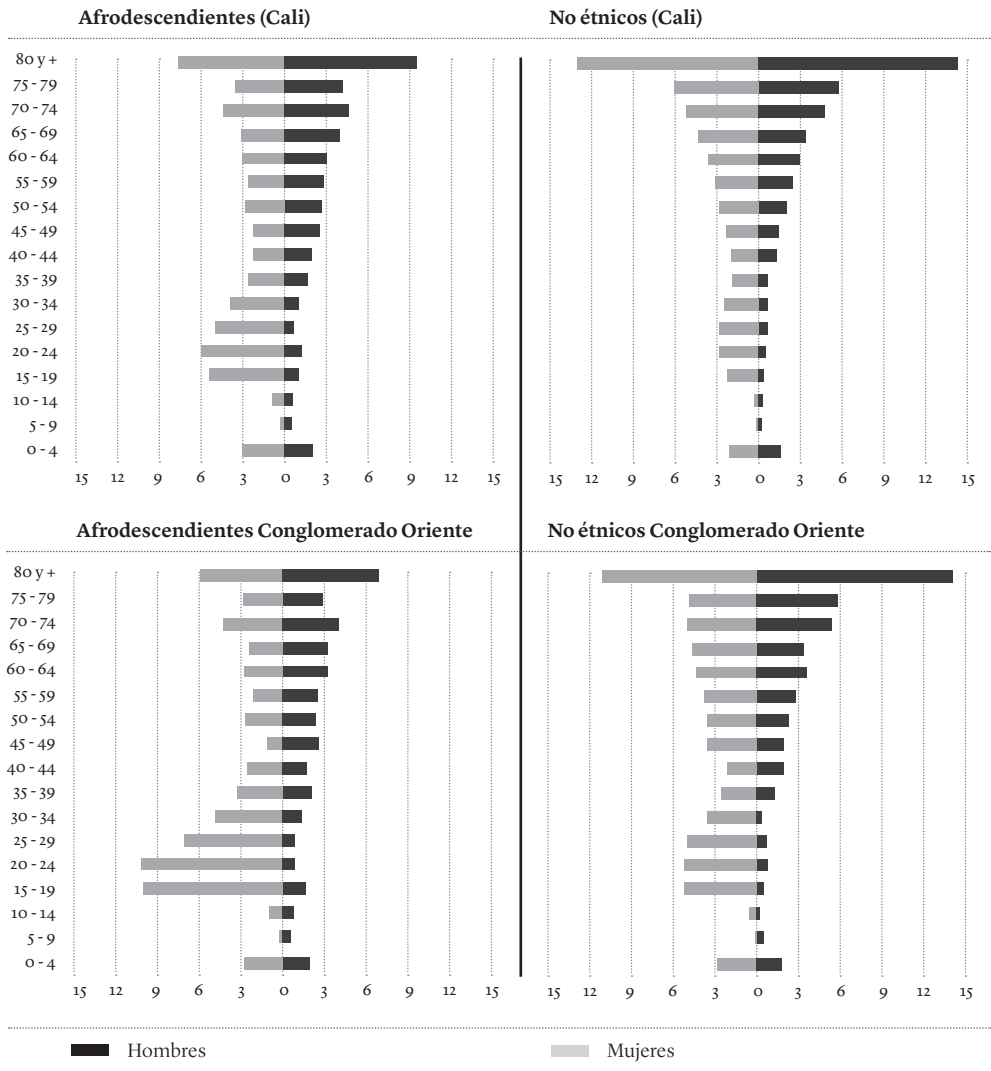 Afrodescendientes (Cali)
80 y +
75 - 79
70 - 74
65 - 69
60 - 64
55 - 59
50 - 54
45 - 49
40 - 44
35 - 39
30 - 34
25 - 29
20 - 24
15 - 19
10 - 14
5 - 9
0 - 4
15 12 9 6 3 0 3 6 9 12 15
No étnicos (Cali)
15 12 9 6 3 0 3 6 9 12 15
Afrodescendientes Conglomerado Oriente
80 y +
75 - 79
70 - 74
65 - 69
60 - 64
55 - 59
50 - 54
45 - 49
40 - 44
35 - 39
30 - 34
25 - 29
20 - 24
15 - 19
10 - 14
5 - 9
0 - 4
15 12 9 6 3 0 3 6 9 12 15
No étnicos Conglomerado Oriente
15 12 9 6 3 0 3 6 9 12 15
Hombres
Mujeres